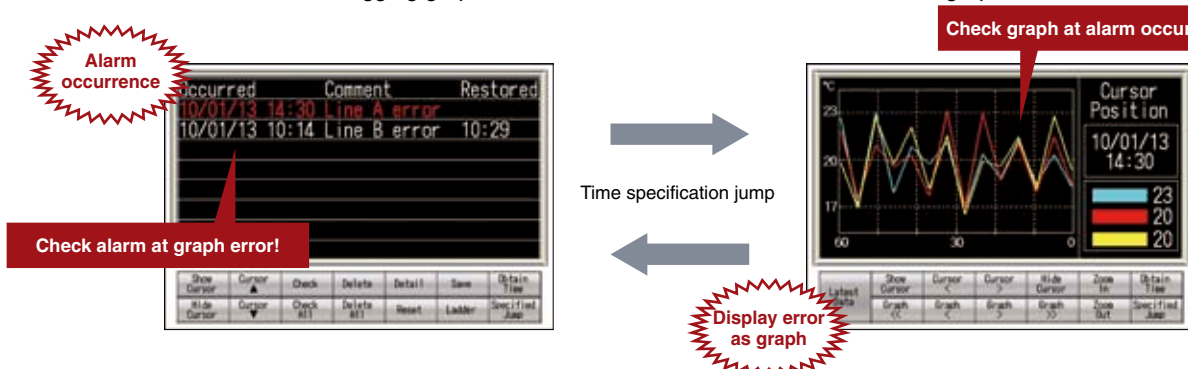 Check graph at alarm occur
Alarm
occurrence
Occurred Comment Restored
10/01/13 14:30 Line A error
10/01/13 10:14 Line B error 10:29
Check alarm at graph error!
Show Cursor Cursor ▲ Check Delete Detail Save Obtain Time
Hide Cursor Cursor ▼ Check All Delete All Reset Ladder Specified Jump
Time specification jump
°C
23
20
17
60 30 0
Cursor
Position
10/01/13
14:30
23
20
20
Latest Data
Show Cursor Cursor < Cursor > Hide Cursor Zoom In Obtain Time
Graph << Graph < Graph > Graph >> Zoom Out Specified Jump
Display error
as graph